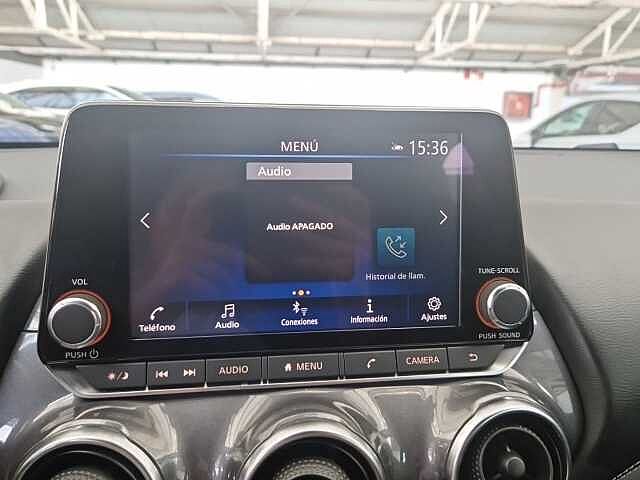 MENÚ
15:36
Audio
Audio APAGADO
Historial de llam.
Teléfono
Audio
Conexiones
Información
Ajustes
VOL
PUSH
TUNE·SCROLL
PUSH SOUND
AUDIO
MENU
CAMERA